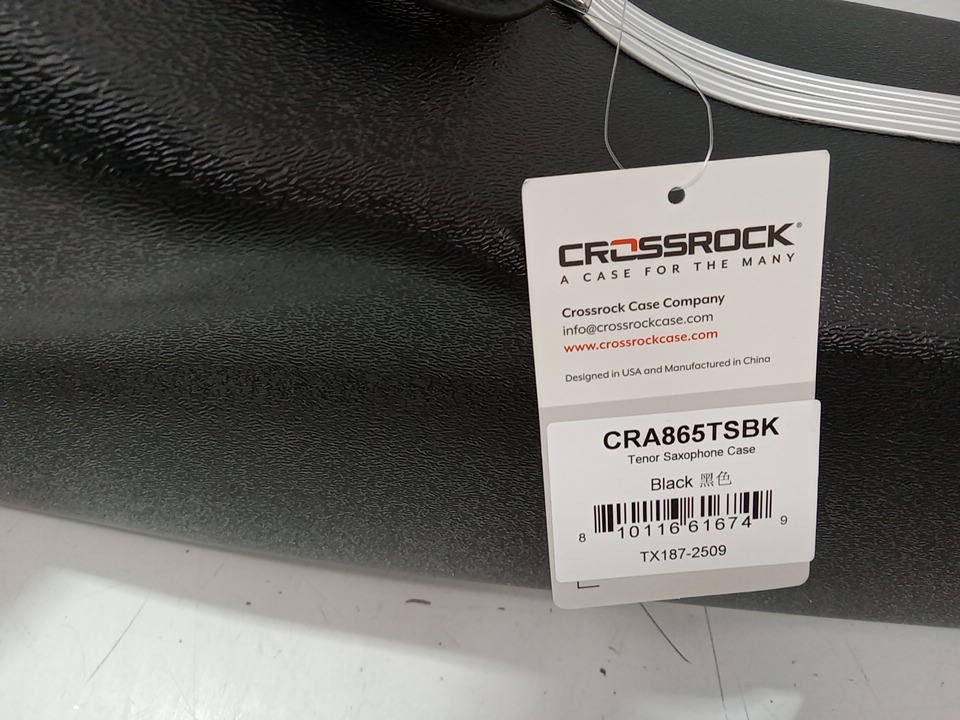 CROSSROCK®
A CASE FOR THE MANY
Crossrock Case Company
info@crossrockcase.com
www.crossrockcase.com
Designed in USA and Manufactured in China
CRA865TSBK
Tenor Saxophone Case
Black 黑色
8 10116 61674 9
TX187-2509